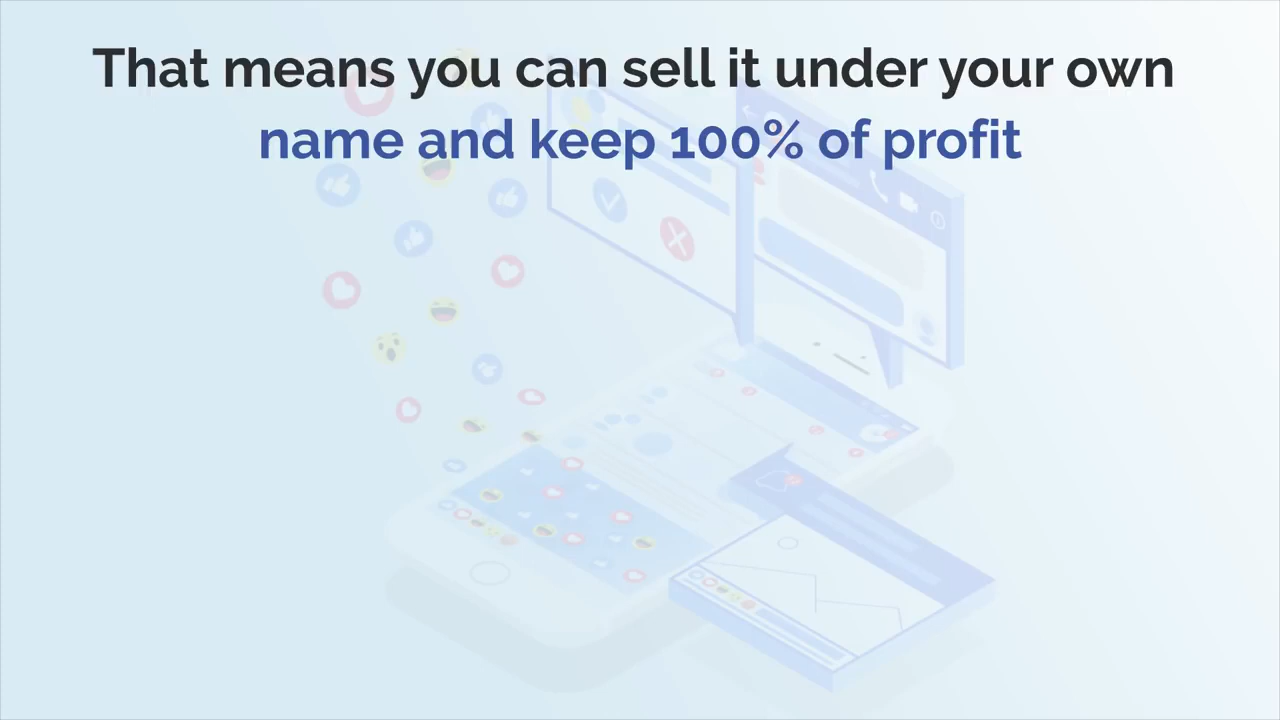 That means you can sell it under your own
name and keep 100% of profit